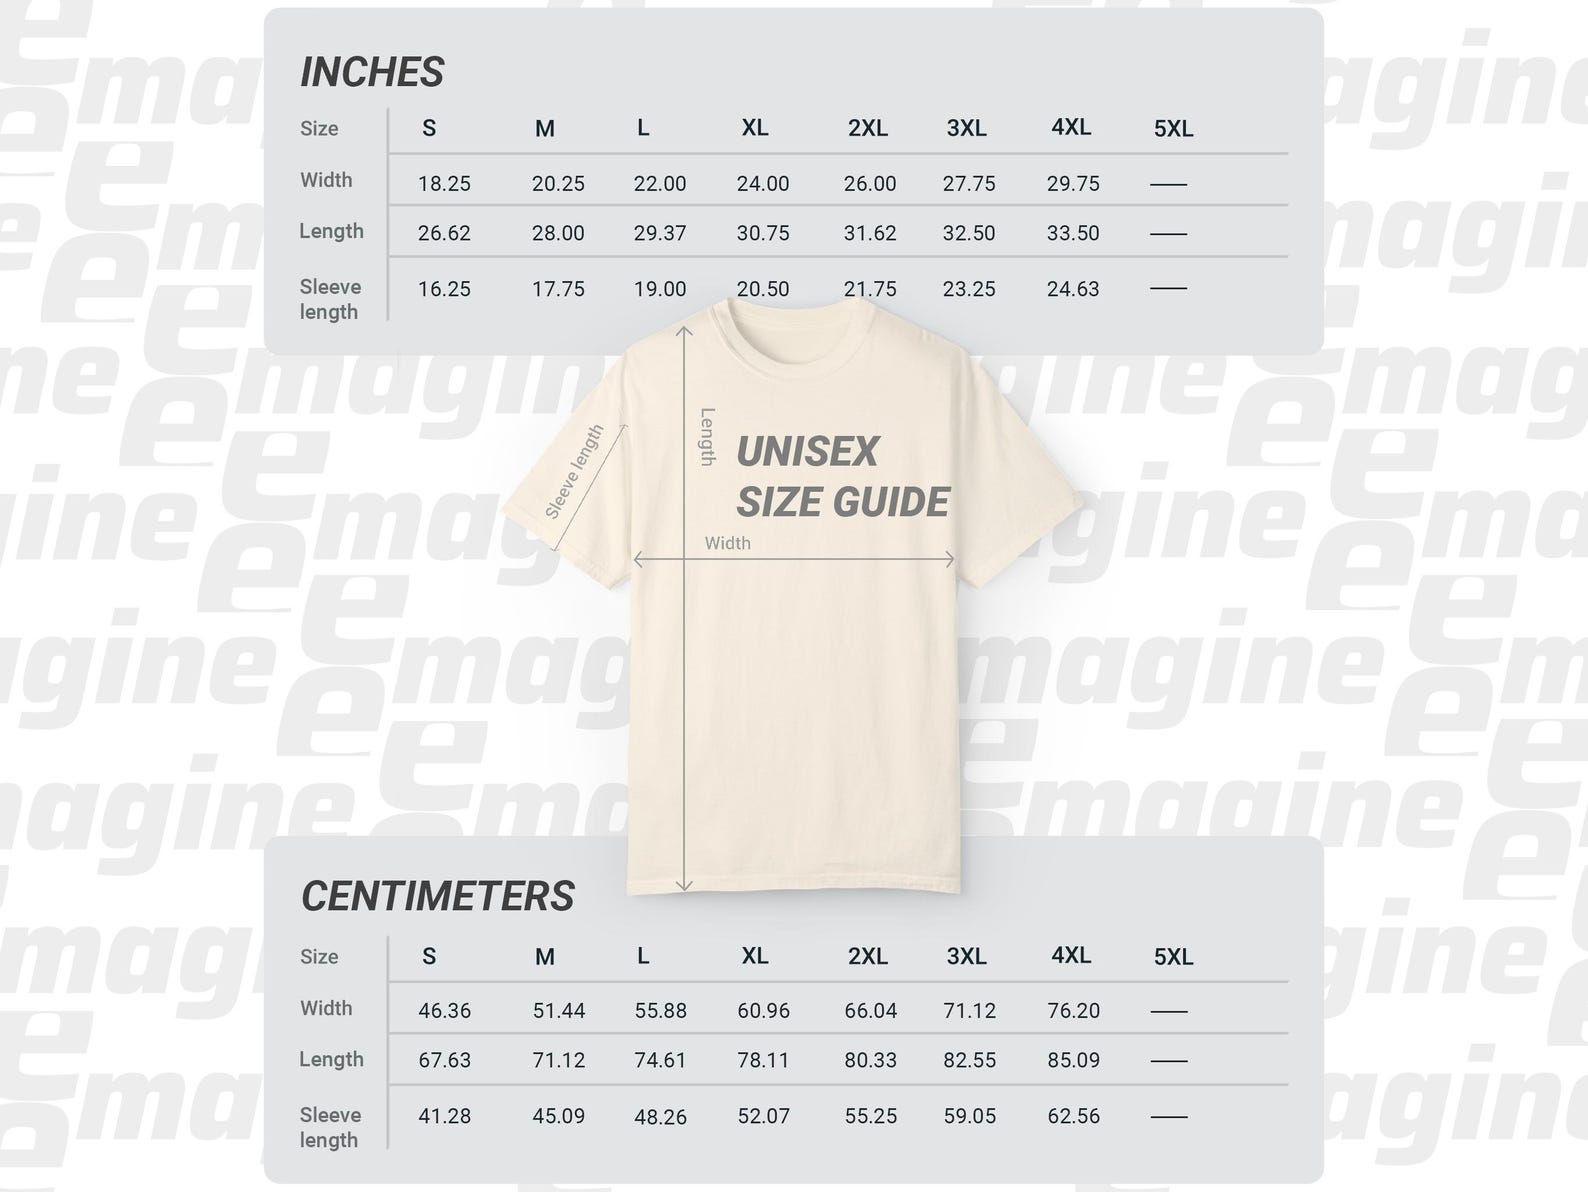 INCHES
Size S M L XL 2XL 3XL 4XL 5XL
Width 18.25 20.25 22.00 24.00 26.00 27.75 29.75 —
Length 26.62 28.00 29.37 30.75 31.62 32.50 33.50 —
Sleeve length 16.25 17.75 19.00 20.50 21.75 23.25 24.63 —
Length
Sleeve length
UNISEX
SIZE GUIDE
Width
CENTIMETERS
Size S M L XL 2XL 3XL 4XL 5XL
Width 46.36 51.44 55.88 60.96 66.04 71.12 76.20 —
Length 67.63 71.12 74.61 78.11 80.33 82.55 85.09 —
Sleeve length 41.28 45.09 48.26 52.07 55.25 59.05 62.56 —